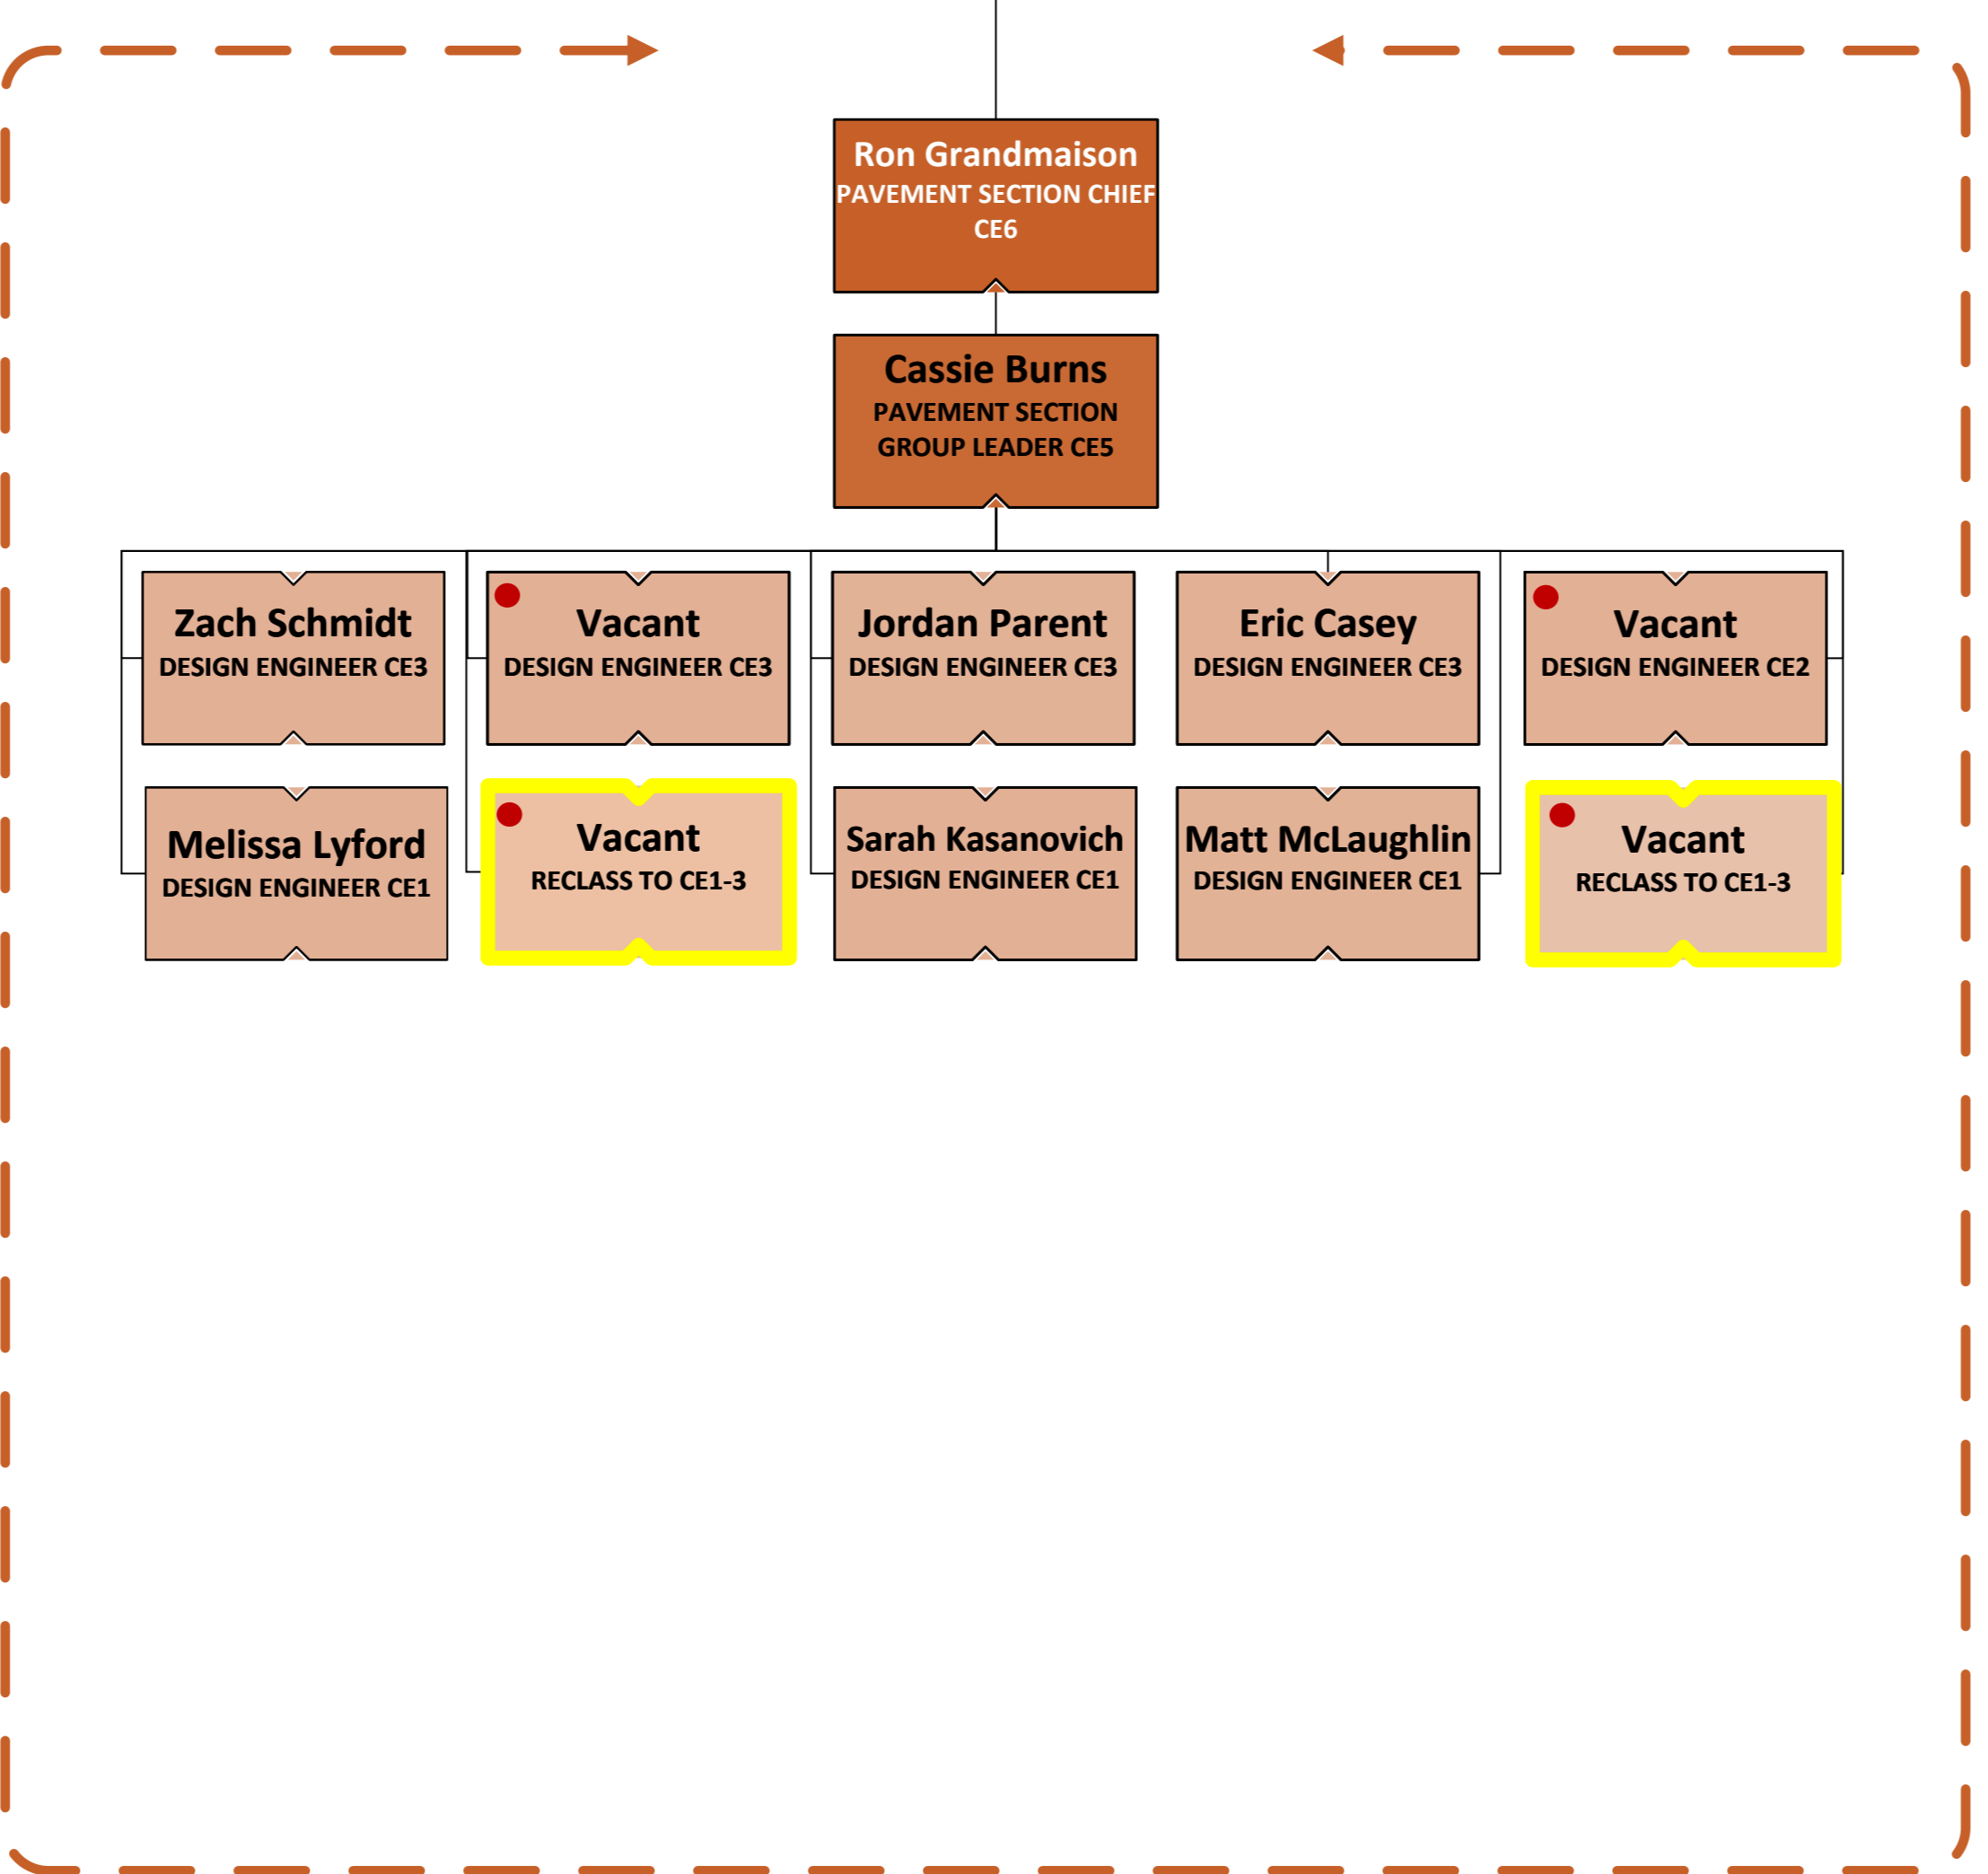 Ron Grandmaison
PAVEMENT SECTION CHIEF
CE6
Cassie Burns
PAVEMENT SECTION
GROUP LEADER CE5
Zach Schmidt
DESIGN ENGINEER CE3
Vacant
DESIGN ENGINEER CE3
Jordan Parent
DESIGN ENGINEER CE3
Eric Casey
DESIGN ENGINEER CE3
Vacant
DESIGN ENGINEER CE2
Melissa Lyford
DESIGN ENGINEER CE1
Vacant
RECLASS TO CE1-3
Sarah Kasanovich
DESIGN ENGINEER CE1
Matt McLaughlin
DESIGN ENGINEER CE1
Vacant
RECLASS TO CE1-3